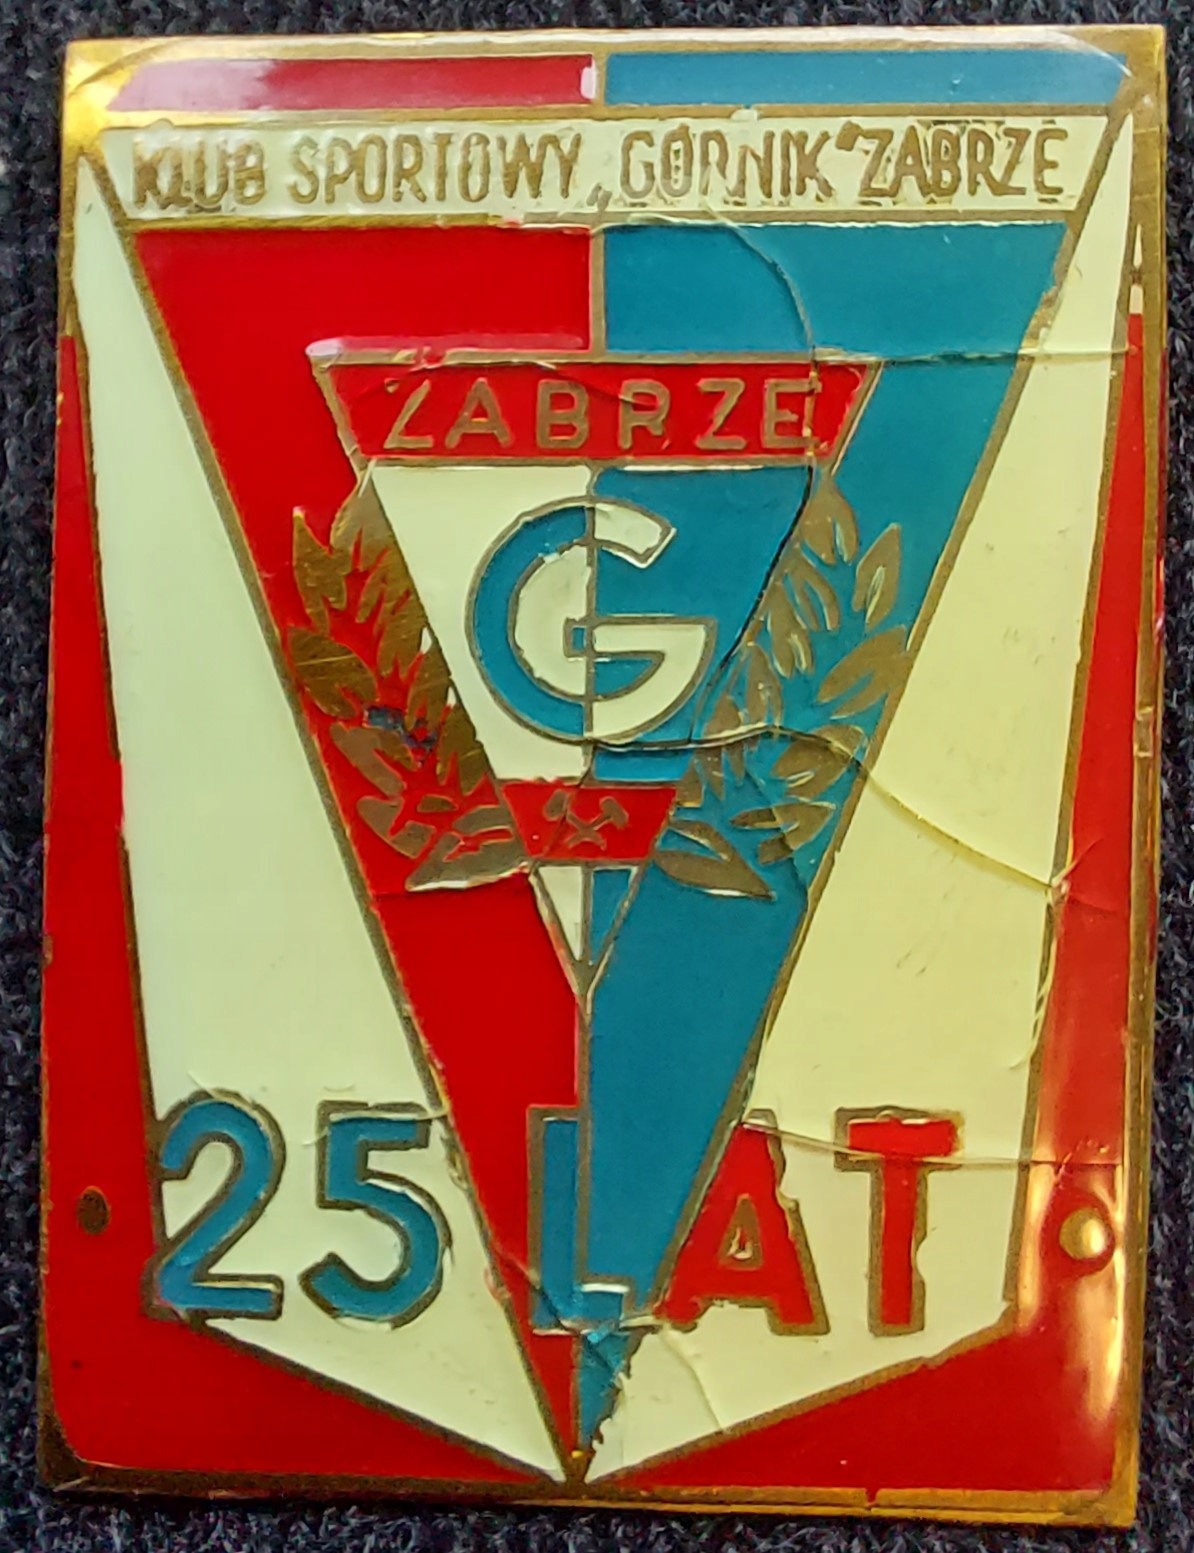 KLUB SPORTOWY „GÓRNIK" ZABRZE
ZABRZE
G
25 LAT